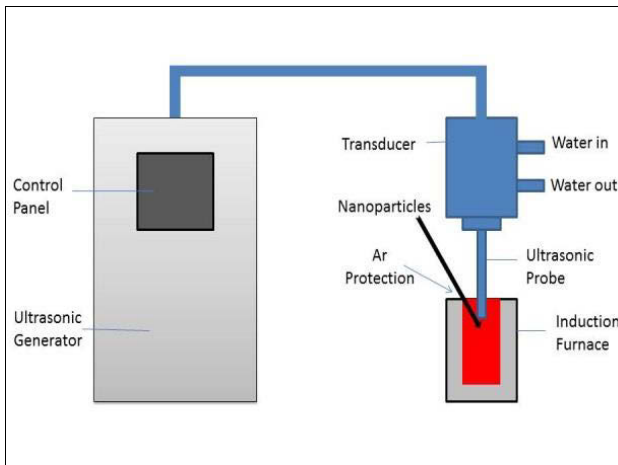 Control
Panel
Ultrasonic
Generator
Transducer
Water in
Water out
Nanoparticles
Ar
Protection
Ultrasonic
Probe
Induction
Furnace